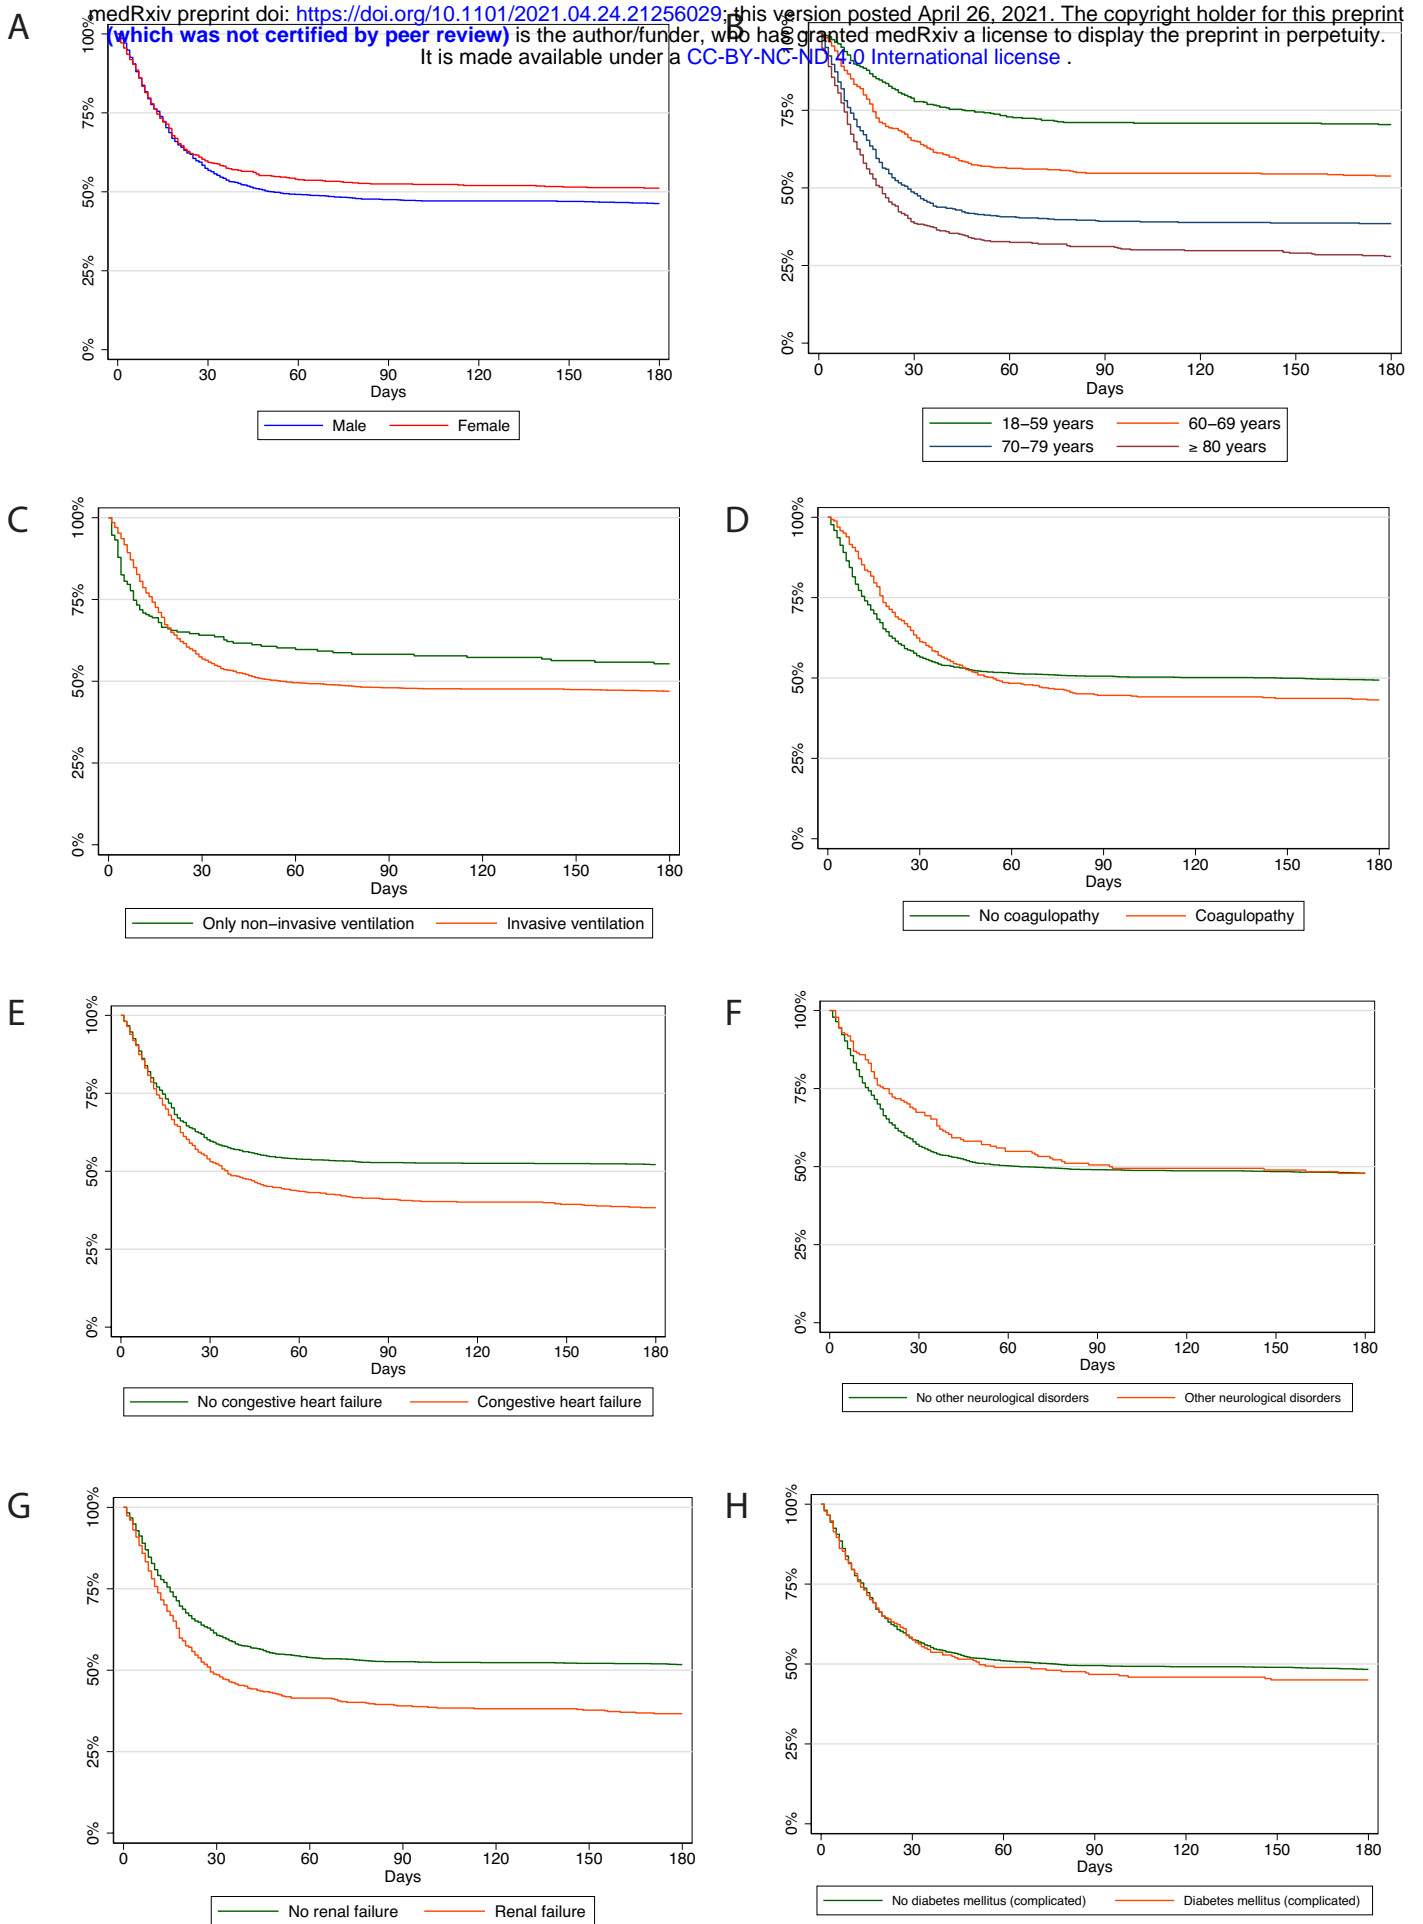 medRxiv preprint doi: https://doi.org/10.1101/2021.04.24.21256029; this version posted April 26, 2021. The copyright holder for this preprint
(which was not certified by peer review) is the author/funder, who has granted medRxiv a license to display the preprint in perpetuity.
It is made available under a CC-BY-NC-ND 4.0 International license .
A
100%
75%
50%
25%
0%
0 30 60 90 120 150 180
Days
Male Female
B
100%
75%
50%
25%
0%
0 30 60 90 120 150 180
Days
18–59 years 60–69 years
70–79 years ≥ 80 years
C
100%
75%
50%
25%
0%
0 30 60 90 120 150 180
Days
Only non–invasive ventilation Invasive ventilation
D
100%
75%
50%
25%
0%
0 30 60 90 120 150 180
Days
No coagulopathy Coagulopathy
E
100%
75%
50%
25%
0%
0 30 60 90 120 150 180
Days
No congestive heart failure Congestive heart failure
F
100%
75%
50%
25%
0%
0 30 60 90 120 150 180
Days
No other neurological disorders Other neurological disorders
G
100%
75%
50%
25%
0%
0 30 60 90 120 150 180
Days
No renal failure Renal failure
H
100%
75%
50%
25%
0%
0 30 60 90 120 150 180
Days
No diabetes mellitus (complicated) Diabetes mellitus (complicated)